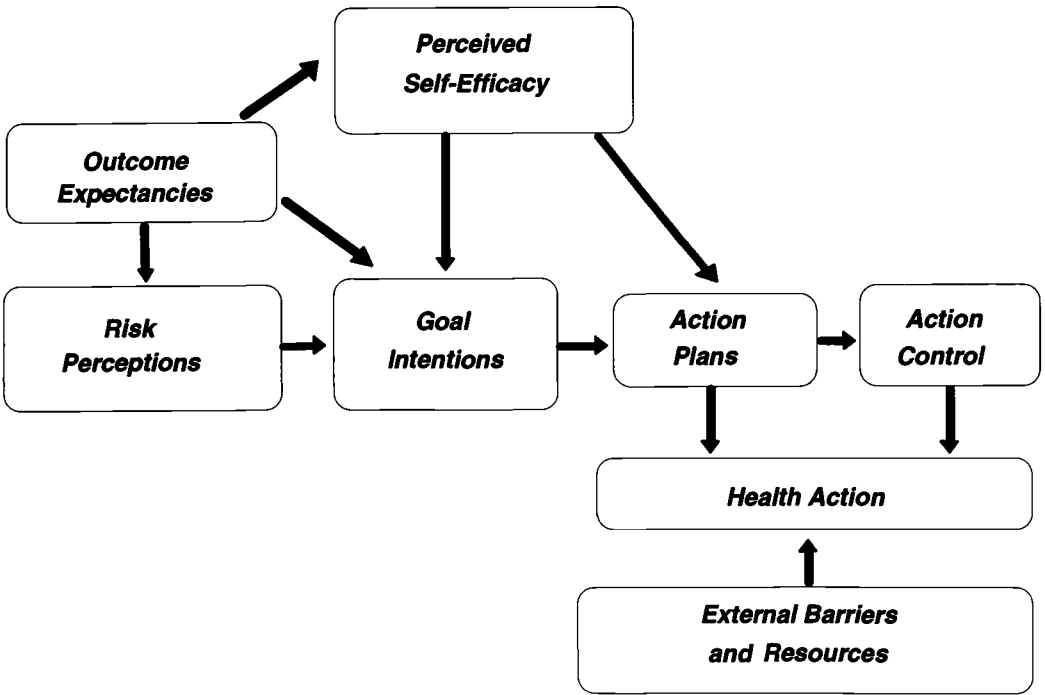 Perceived
Self-Efficacy
Outcome
Expectancies
Risk
Perceptions
Goal
Intentions
Action
Plans
Action
Control
Health Action
External Barriers
and Resources